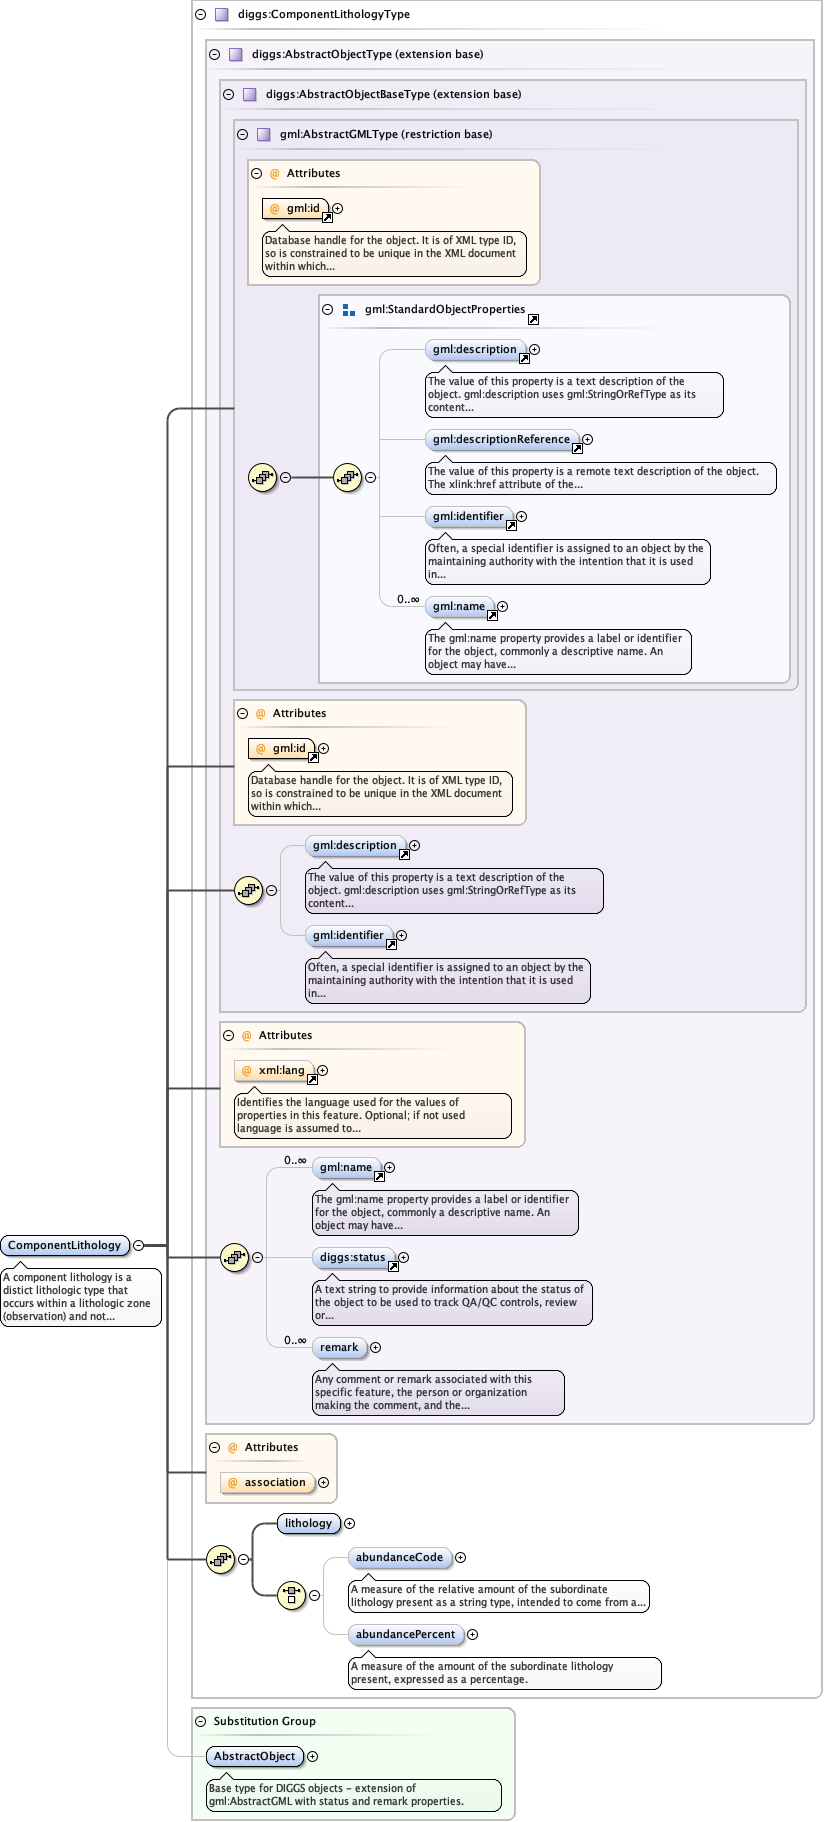 diggs:ComponentLithologyType
diggs:AbstractObjectType (extension base)
diggs:AbstractObjectBaseType (extension base)
gml:AbstractGMLType (restriction base)
@ Attributes
@ gml:id
Database handle for the object. It is of XML type ID,
so is constrained to be unique in the XML document
within which...
gml:StandardObjectProperties
gml:description
The value of this property is a text description of the
object. gml:description uses gml:StringOrRefType as its
content...
gml:descriptionReference
The value of this property is a remote text description of the object.
The xlink:href attribute of the...
gml:identifier
Often, a special identifier is assigned to an object by the
maintaining authority with the intention that it is used
in...
0..∞
gml:name
The gml:name property provides a label or identifier
for the object, commonly a descriptive name. An
object may have...
@ Attributes
@ gml:id
Database handle for the object. It is of XML type ID,
so is constrained to be unique in the XML document
within which...
gml:description
The value of this property is a text description of the
object. gml:description uses gml:StringOrRefType as its
content...
gml:identifier
Often, a special identifier is assigned to an object by the
maintaining authority with the intention that it is used
in...
@ Attributes
@ xml:lang
Identifies the language used for the values of
properties in this feature. Optional; if not used
language is assumed to...
0..∞
gml:name
The gml:name property provides a label or identifier
for the object, commonly a descriptive name. An
object may have...
diggs:status
A text string to provide information about the status of
the object to be used to track QA/QC controls, review
or...
0..∞
remark
Any comment or remark associated with this
specific feature, the person or organization
making the comment, and the...
ComponentLithology
A component lithology is a
distict lithologic type that
occurs within a lithologic zone
(observation) and not...
@ Attributes
@ association
lithology
abundanceCode
A measure of the relative amount of the subordinate
lithology present as a string type, intended to come from a...
abundancePercent
A measure of the amount of the subordinate lithology
present, expressed as a percentage.
Substitution Group
AbstractObject
Base type for DIGGS objects - extension of
gml:AbstractGML with status and remark properties.